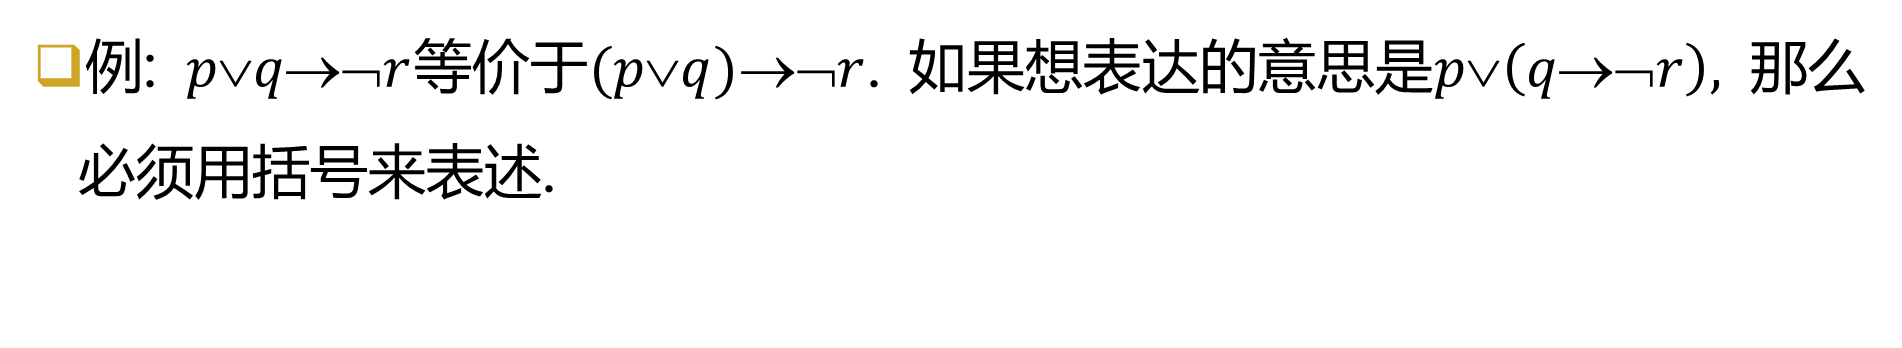 例: p∨q→¬r等价于(p∨q)→¬r. 如果想表达的意思是p∨(q→¬r), 那么
必须用括号来表述.